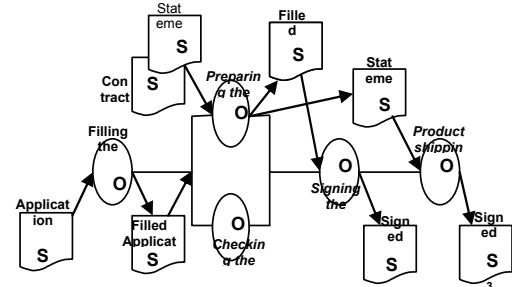 Stat
eme
S
Con
tract
S
Fille
d
S
Preparin
g the
O
Stat
eme
S
Filling
the
O
Product
shippin
O
O
Signing
the
Applicat
ion
S
Filled
Applicat
S
O
Checkin
g the
Sign
ed
S
Sign
ed
S
3